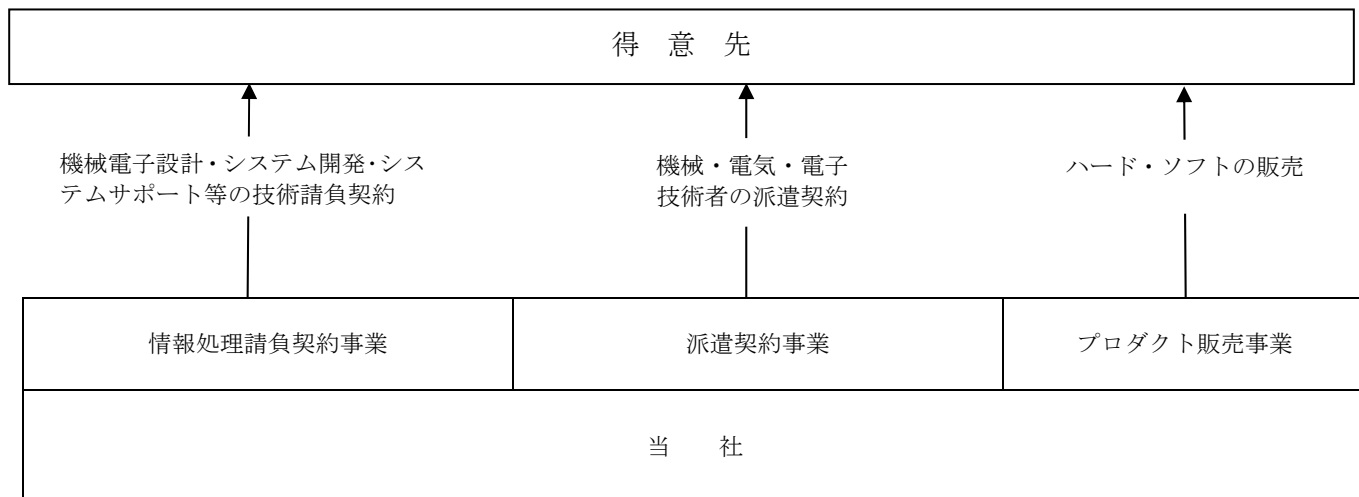 得 意 先
機械電子設計・システム開発・シス
テムサポート等の技術請負契約
機械・電気・電子
技術者の派遣契約
ハード・ソフトの販売
情報処理請負契約事業
派遣契約事業
プロダクト販売事業
当 社